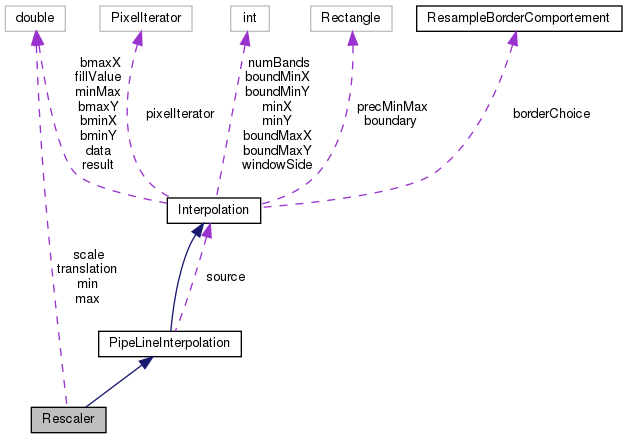 double
PixelIterator
int
Rectangle
ResampleBorderComportement
bmaxX
fillValue
minMax
bmaxY
bminX
bminY
data
result
pixelIterator
numBands
boundMinX
boundMinY
minX
minY
boundMaxX
boundMaxY
windowSide
precMinMax
boundary
borderChoice
Interpolation
scale
translation
min
max
source
PipeLineInterpolation
Rescaler